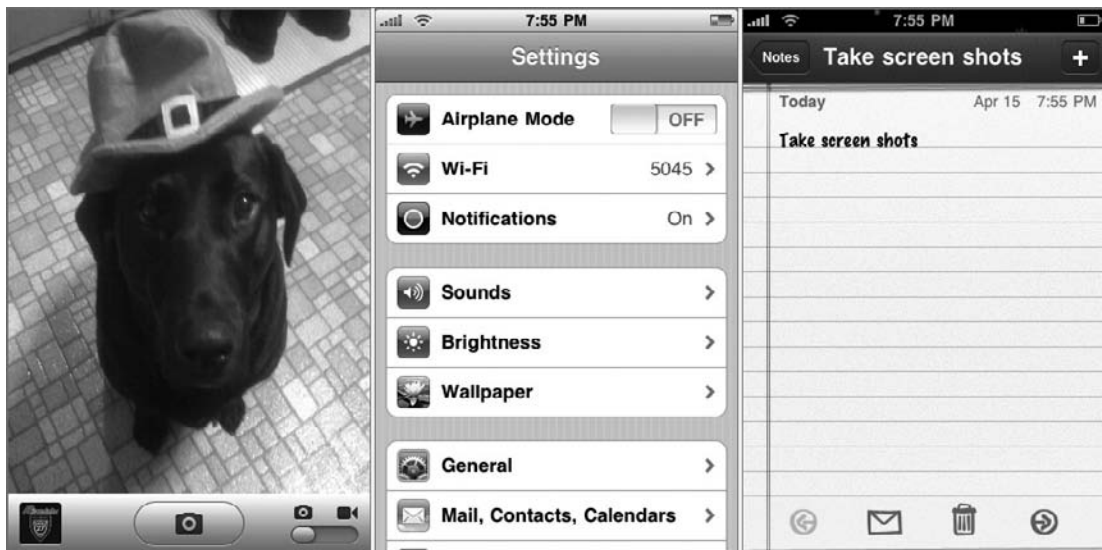 7:55 PM
Settings
Airplane Mode OFF
Wi-Fi 5045
Notifications On
Sounds
Brightness
Wallpaper
General
Mail, Contacts, Calendars
7:55 PM
Notes Take screen shots +
Today Apr 15 7:55 PM
Take screen shots